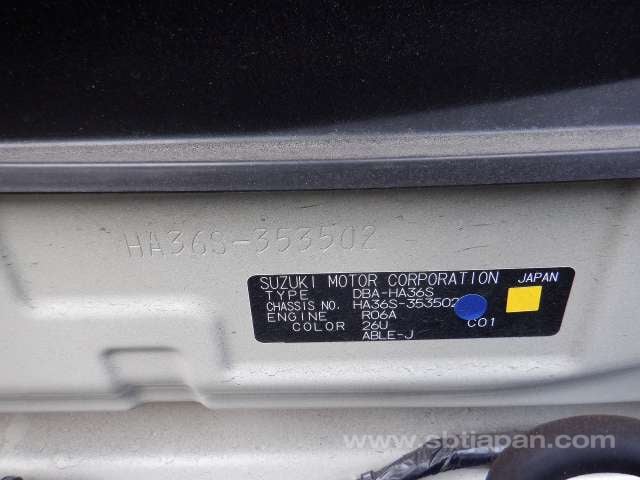 HA36S-353502
SUZUKI MOTOR CORPORATION JAPAN
TYPE DBA-HA36S
CHASSIS NO. HA36S-353502
ENGINE R06A
COLOR 26U C01
ABLE-J
www.sbtjapan.com